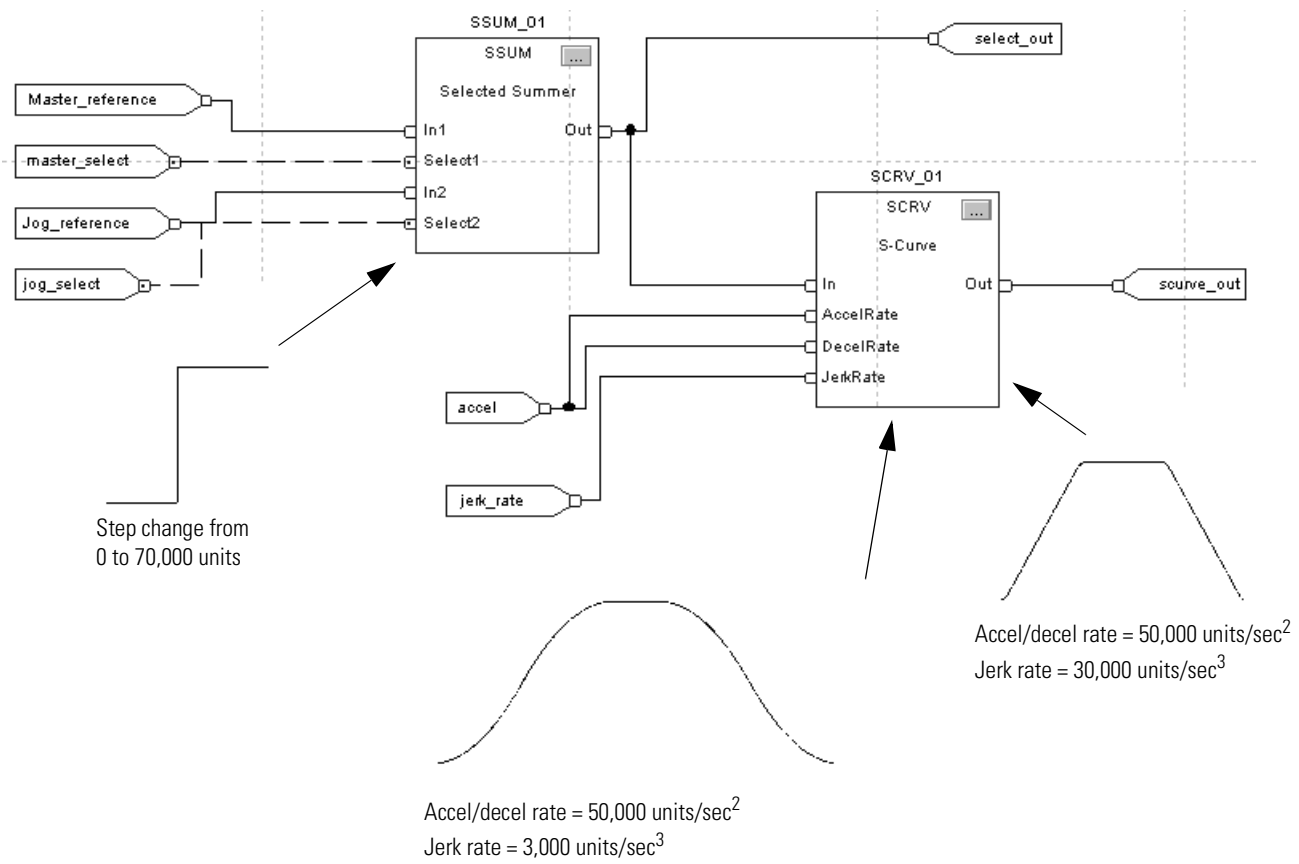 SSUM_01
SSUM
...
Selected Summer
In1
Out
Select1
In2
Select2
select_out
Master_reference
master_select
Jog_reference
jog_select
SCRV_01
SCRV
...
S-Curve
In
Out
AccelRate
DecelRate
JerkRate
scurve_out
accel
jerk_rate
Step change from
0 to 70,000 units
Accel/decel rate = 50,000 units/sec²
Jerk rate = 30,000 units/sec³
Accel/decel rate = 50,000 units/sec²
Jerk rate = 3,000 units/sec³